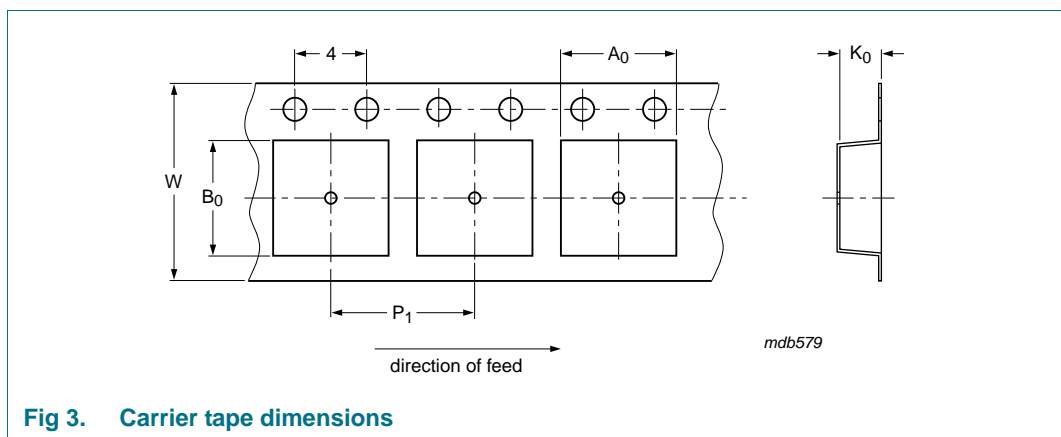 4
A0
K0
W
B0
P1
direction of feed
mdb579
Fig 3. Carrier tape dimensions